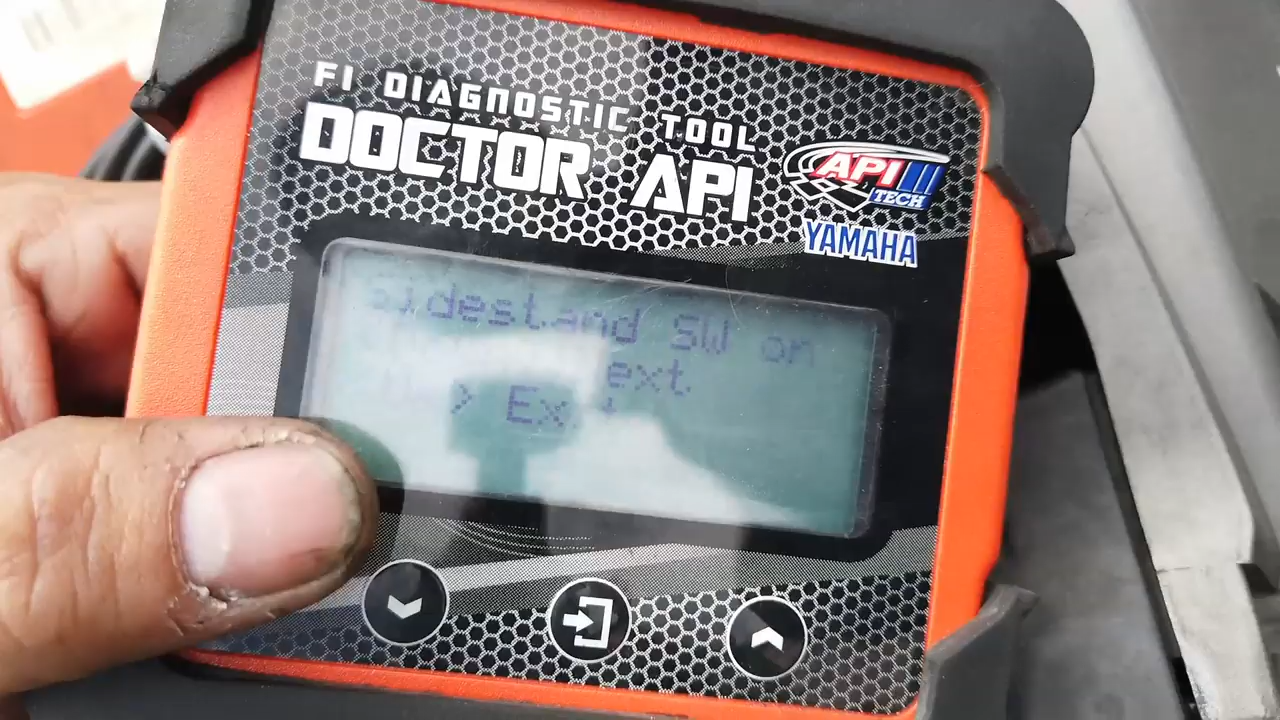 FI DIAGNOSTIC TOOL
DOCTOR API
API
TECH
YAMAHA
sidestand SW on
ext
> Ex